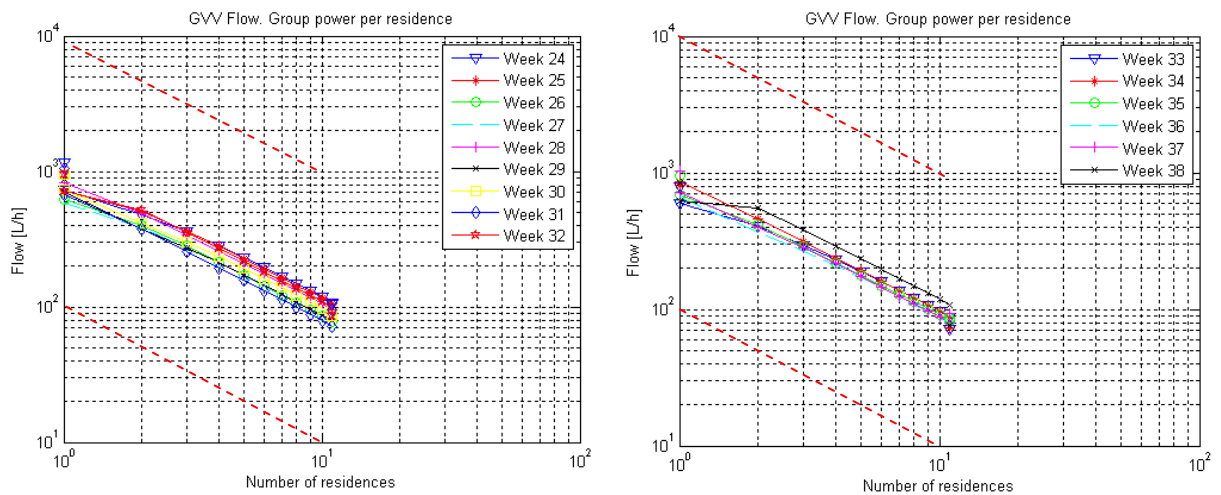 GVV Flow. Group power per residence
10^4
10^3
10^2
10^1
Flow [L/h]
10^0
10^1
10^2
Number of residences
Week 24
Week 25
Week 26
Week 27
Week 28
Week 29
Week 30
Week 31
Week 32
GVV Flow. Group power per residence
10^4
10^3
10^2
10^1
Flow [L/h]
10^0
10^1
10^2
Number of residences
Week 33
Week 34
Week 35
Week 36
Week 37
Week 38